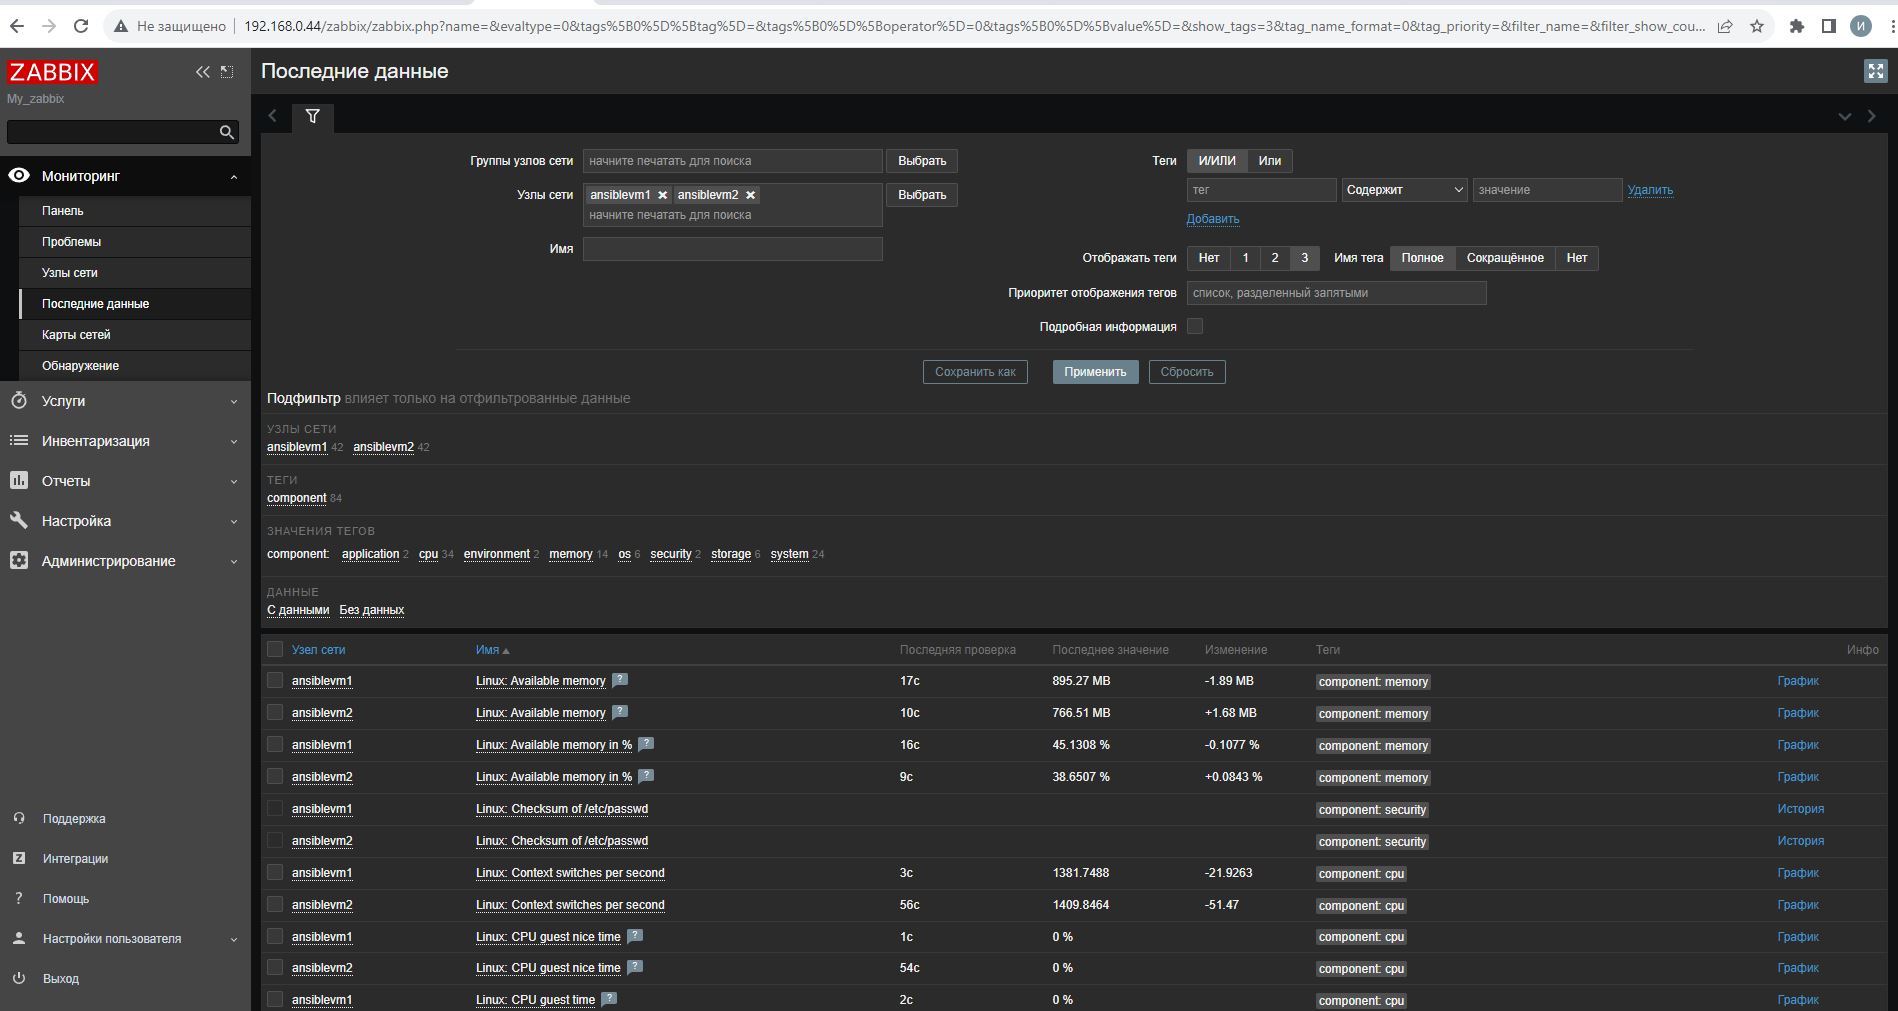 Не защищено 192.168.0.44/zabbix/zabbix.php?name=&evaltype=0&tags%5B0%5D%5Btag%5D=&tags%5B0%5D%5Boperator%5D=0&tags%5B0%5D%5Bvalue%5D=&show_tags=3&tag_name_format=0&tag_priority=&filter_name=&filter_show_cou... И
ZABBIX
My_zabbix
Мониторинг
Панель
Проблемы
Узлы сети
Последние данные
Карты сетей
Обнаружение
Услуги
Инвентаризация
Отчеты
Настройка
Администрирование
Поддержка
Z Интеграции
? Помощь
Настройки пользователя
Выход
Последние данные
Группы узлов сети начните печатать для поиска Выбрать
Узлы сети ansiblevm1 ansiblevm2 Выбрать
начните печатать для поиска
Имя
Теги И/ИЛИ Или
тег Содержит значение Удалить
Добавить
Отображать теги Нет 1 2 3 Имя тега Полное Сокращённое Нет
Приоритет отображения тегов список, разделенный запятыми
Подробная информация
Сохранить как Применить Сбросить
Подфильтр влияет только на отфильтрованные данные
УЗЛЫ СЕТИ
ansiblevm1 42 ansiblevm2 42
ТЕГИ
component 84
ЗНАЧЕНИЯ ТЕГОВ
component: application 2 cpu 34 environment 2 memory 14 os 6 security 2 storage 6 system 24
ДАННЫЕ
С данными Без данных
Узел сети Имя Последняя проверка Последнее значение Изменение Теги Инфо
ansiblevm1 Linux: Available memory ? 17с 895.27 MB -1.89 MB component: memory График
ansiblevm2 Linux: Available memory ? 10с 766.51 MB +1.68 MB component: memory График
ansiblevm1 Linux: Available memory in % ? 16с 45.1308 % -0.1077 % component: memory График
ansiblevm2 Linux: Available memory in % ? 9с 38.6507 % +0.0843 % component: memory График
ansiblevm1 Linux: Checksum of /etc/passwd component: security История
ansiblevm2 Linux: Checksum of /etc/passwd component: security История
ansiblevm1 Linux: Context switches per second 3с 1381.7488 -21.9263 component: cpu График
ansiblevm2 Linux: Context switches per second 56с 1409.8464 -51.47 component: cpu График
ansiblevm1 Linux: CPU guest nice time ? 1с 0 % component: cpu График
ansiblevm2 Linux: CPU guest nice time ? 54с 0 % component: cpu График
ansiblevm1 Linux: CPU guest time ? 2с 0 % component: cpu График